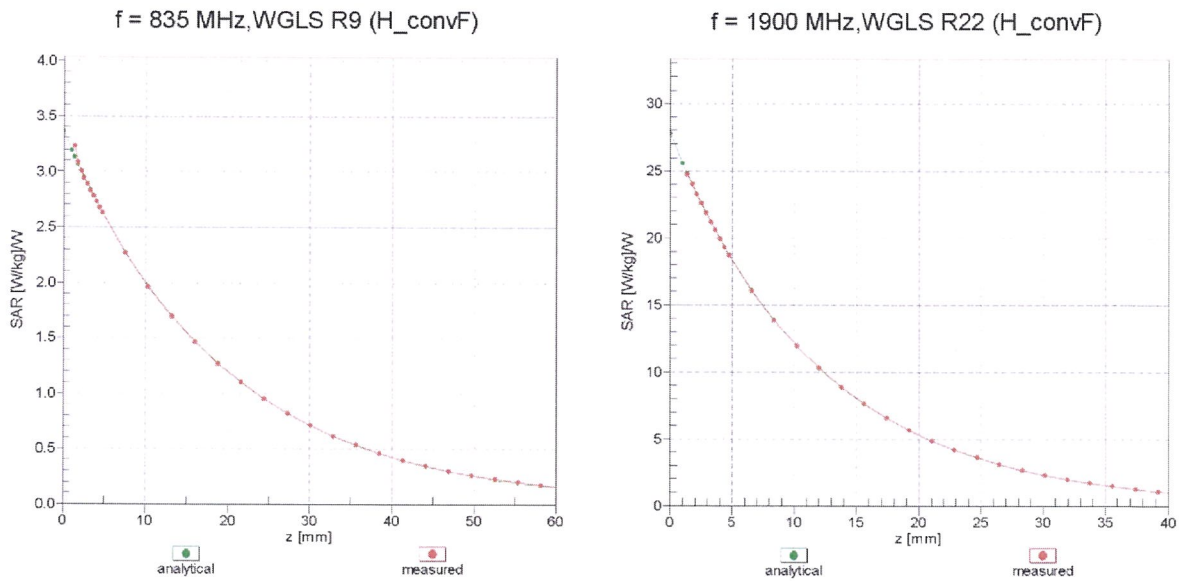 f = 835 MHz,WGLS R9 (H_convF)
4.0
3.5
3.0
2.5
2.0
1.5
1.0
0.5
0.0
SAR [W/kg]/W
0 10 20 30 40 50 60
z [mm]
analytical measured
f = 1900 MHz,WGLS R22 (H_convF)
30
25
20
15
10
5
0
SAR [W/kg]/W
0 5 10 15 20 25 30 35 40
z [mm]
analytical measured